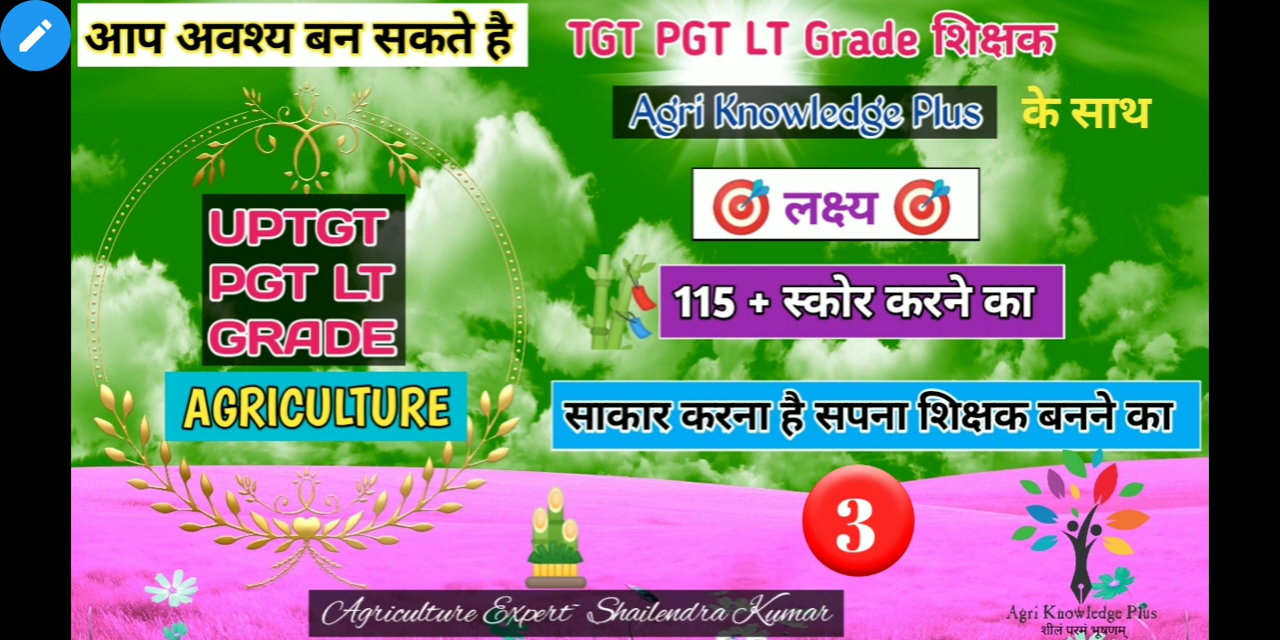 आप अवश्य बन सकते है
TGT PGT LT Grade शिक्षक
Agri Knowledge Plus के साथ
लक्ष्य
UPTGT
PGT LT
GRADE
AGRICULTURE
115 + स्कोर करने का
साकार करना है सपना शिक्षक बनने का
3
Agriculture Expert- Shailendra Kumar
Agri Knowledge Plus
शीलं परमं भूषणम्